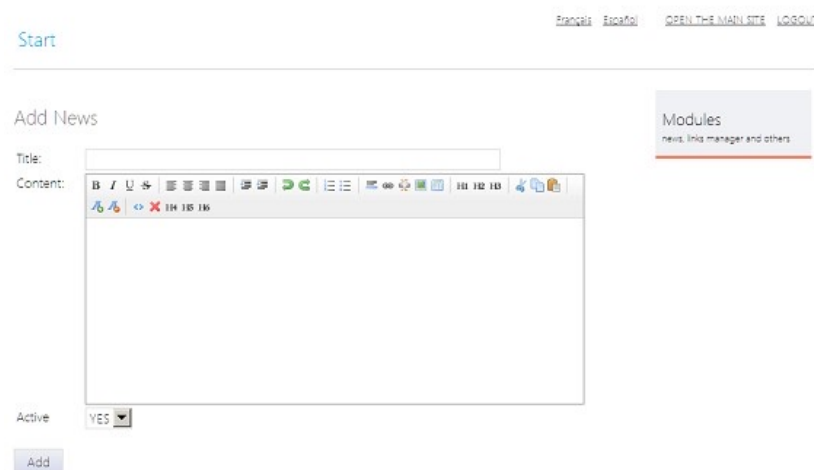 Français Español OPEN THE MAIN SITE LOGOUT
Start
Add News
Modules
news, links manager and others
Title:
Content:
B I U S H1 H2 H3
H4 H5 H6
Active YES
Add